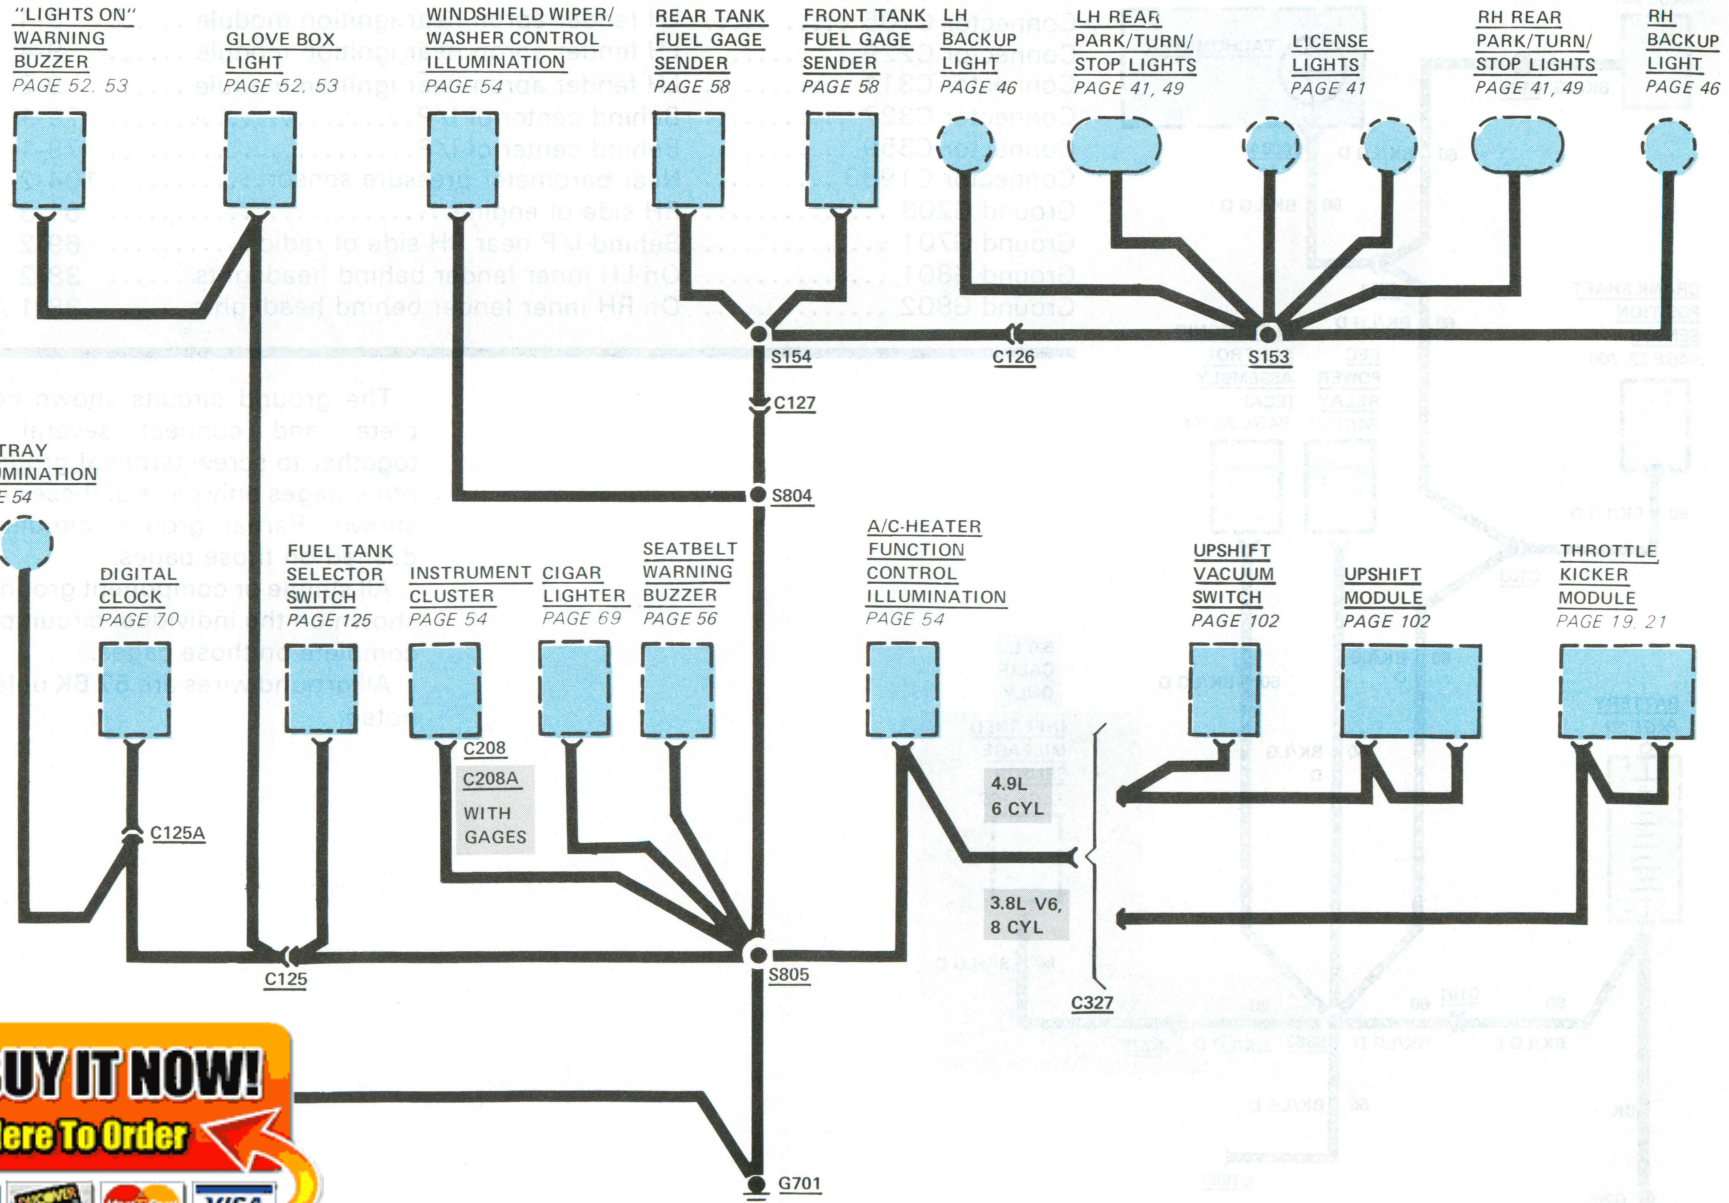 "LIGHTS ON"
WARNING
BUZZER
PAGE 52. 53
GLOVE BOX
LIGHT
PAGE 52, 53
WINDSHIELD WIPER/
WASHER CONTROL
ILLUMINATION
PAGE 54
REAR TANK
FUEL GAGE
SENDER
PAGE 58
FRONT TANK
FUEL GAGE
SENDER
PAGE 58
LH
BACKUP
LIGHT
PAGE 46
LH REAR
PARK/TURN/
STOP LIGHTS
PAGE 41, 49
LICENSE
LIGHTS
PAGE 41
RH REAR
PARK/TURN/
STOP LIGHTS
PAGE 41, 49
RH
BACKUP
LIGHT
PAGE 46
S154
C126
S153
C127
S804
TRAY
UMINATION
E 54
DIGITAL
CLOCK
PAGE 70
FUEL TANK
SELECTOR
SWITCH
PAGE 125
INSTRUMENT
CLUSTER
PAGE 54
CIGAR
LIGHTER
PAGE 69
SEATBELT
WARNING
BUZZER
PAGE 56
A/C-HEATER
FUNCTION
CONTROL
ILLUMINATION
PAGE 54
UPSHIFT
VACUUM
SWITCH
PAGE 102
UPSHIFT
MODULE
PAGE 102
THROTTLE
KICKER
MODULE
PAGE 19. 21
C208
C208A
WITH
GAGES
C125A
4.9L
6 CYL
3.8L V6,
8 CYL
C125
S805
C327
G701
BUY IT NOW!
Here To Order
DISCOVER
MasterCard
VISA